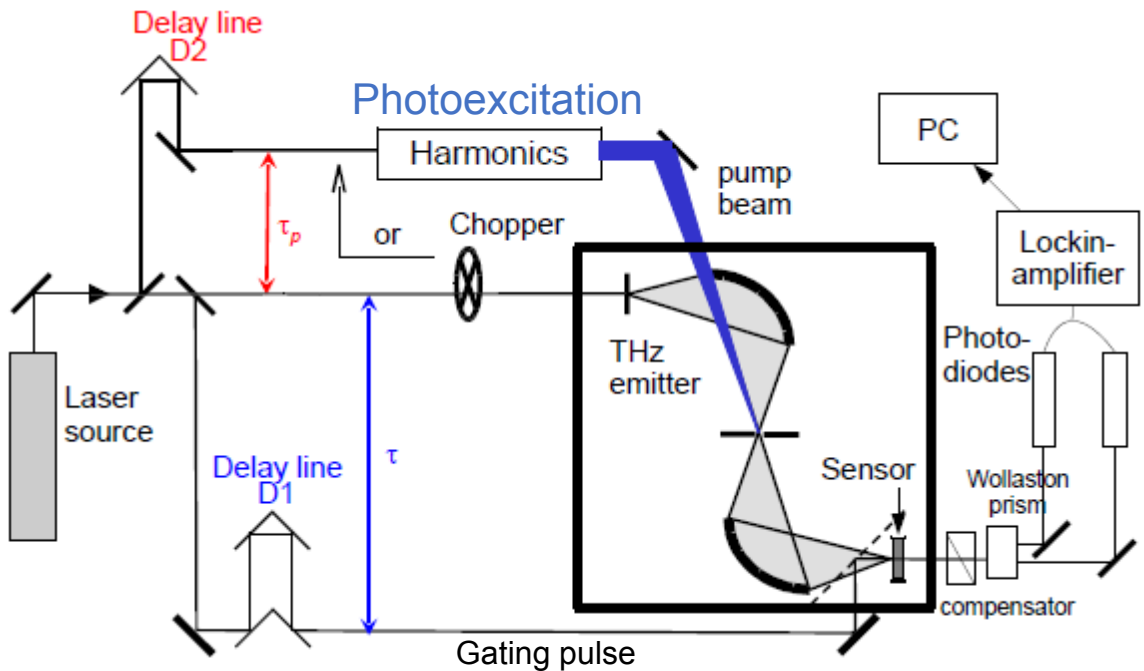 Delay line
D2
Photoexcitation
Harmonics
pump
beam
PC
τp
or
Chopper
Lockin-
amplifier
THz
emitter
Photo-
diodes
Laser
source
τ
Delay line
D1
Sensor
Wollaston
prism
compensator
Gating pulse